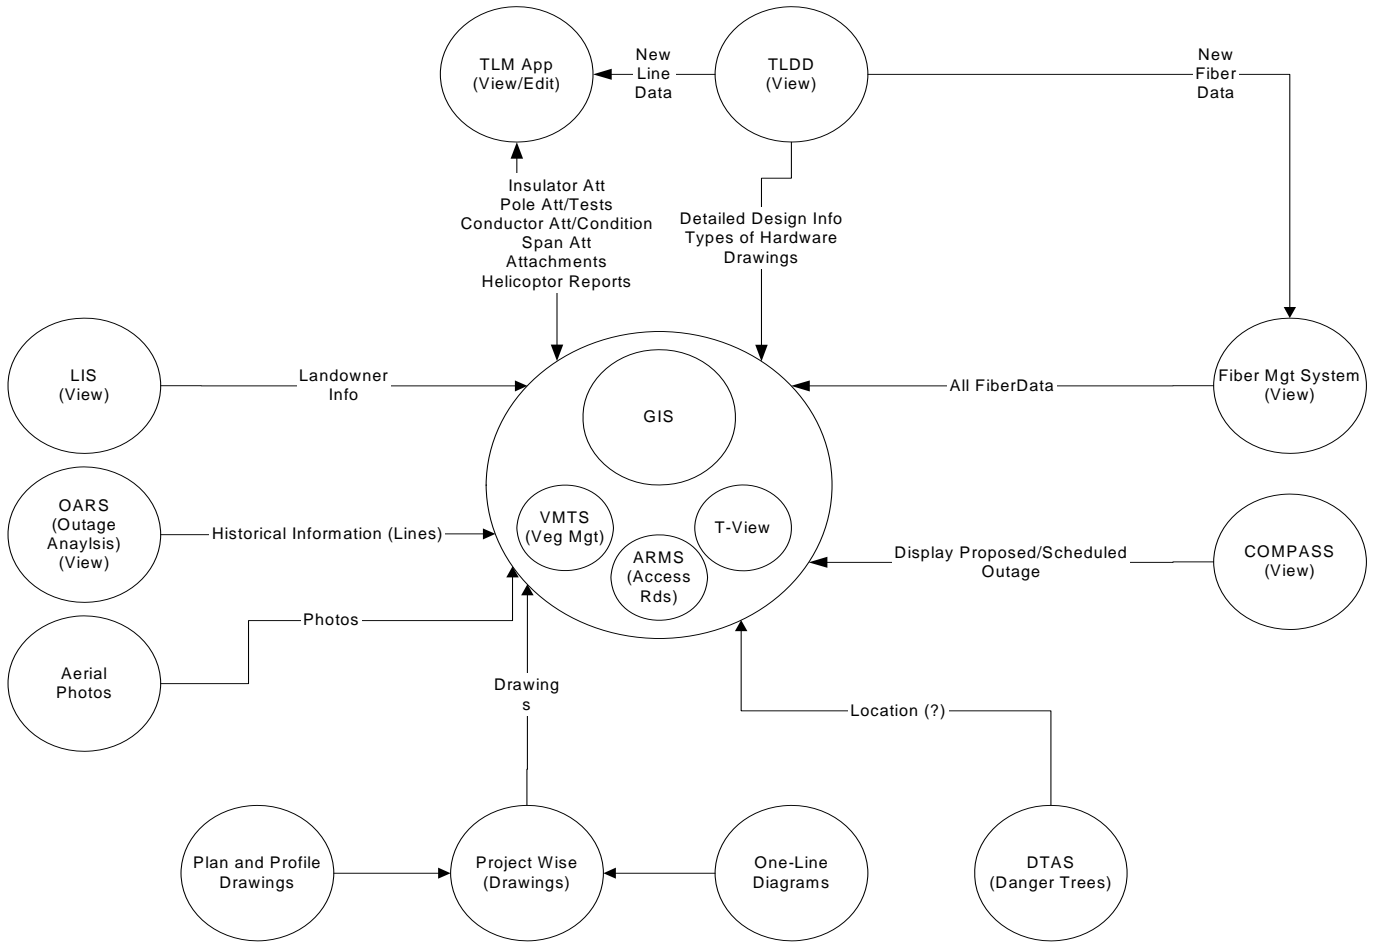 TLM App
(View/Edit)
New
Line
Data
TLDD
(View)
New
Fiber
Data
Insulator Att
Pole Att/Tests
Conductor Att/Condition
Span Att
Attachments
Helicoptor Reports
Detailed Design Info
Types of Hardware
Drawings
LIS
(View)
Landowner
Info
GIS
All FiberData
Fiber Mgt System
(View)
OARS
(Outage
Anaylsis)
(View)
Historical Information (Lines)
VMTS
(Veg Mgt)
T-View
ARMS
(Access
Rds)
Display Proposed/Scheduled
Outage
COMPASS
(View)
Photos
Aerial
Photos
Drawing
s
Location (?)
Plan and Profile
Drawings
Project Wise
(Drawings)
One-Line
Diagrams
DTAS
(Danger Trees)